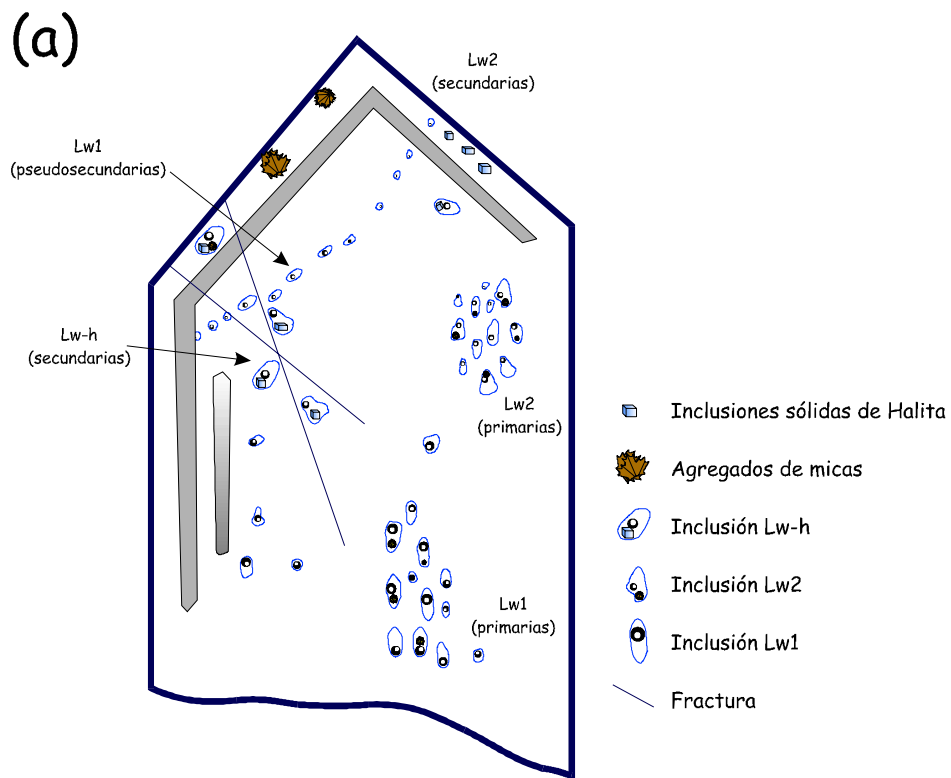 (a)
Lw2
(secundarias)
Lw1
(pseudosecundarias)
Lw-h
(secundarias)
Lw2
(primarias)
Lw1
(primarias)
Inclusiones sólidas de Halita
Agregados de micas
Inclusión Lw-h
Inclusión Lw2
Inclusión Lw1
Fractura